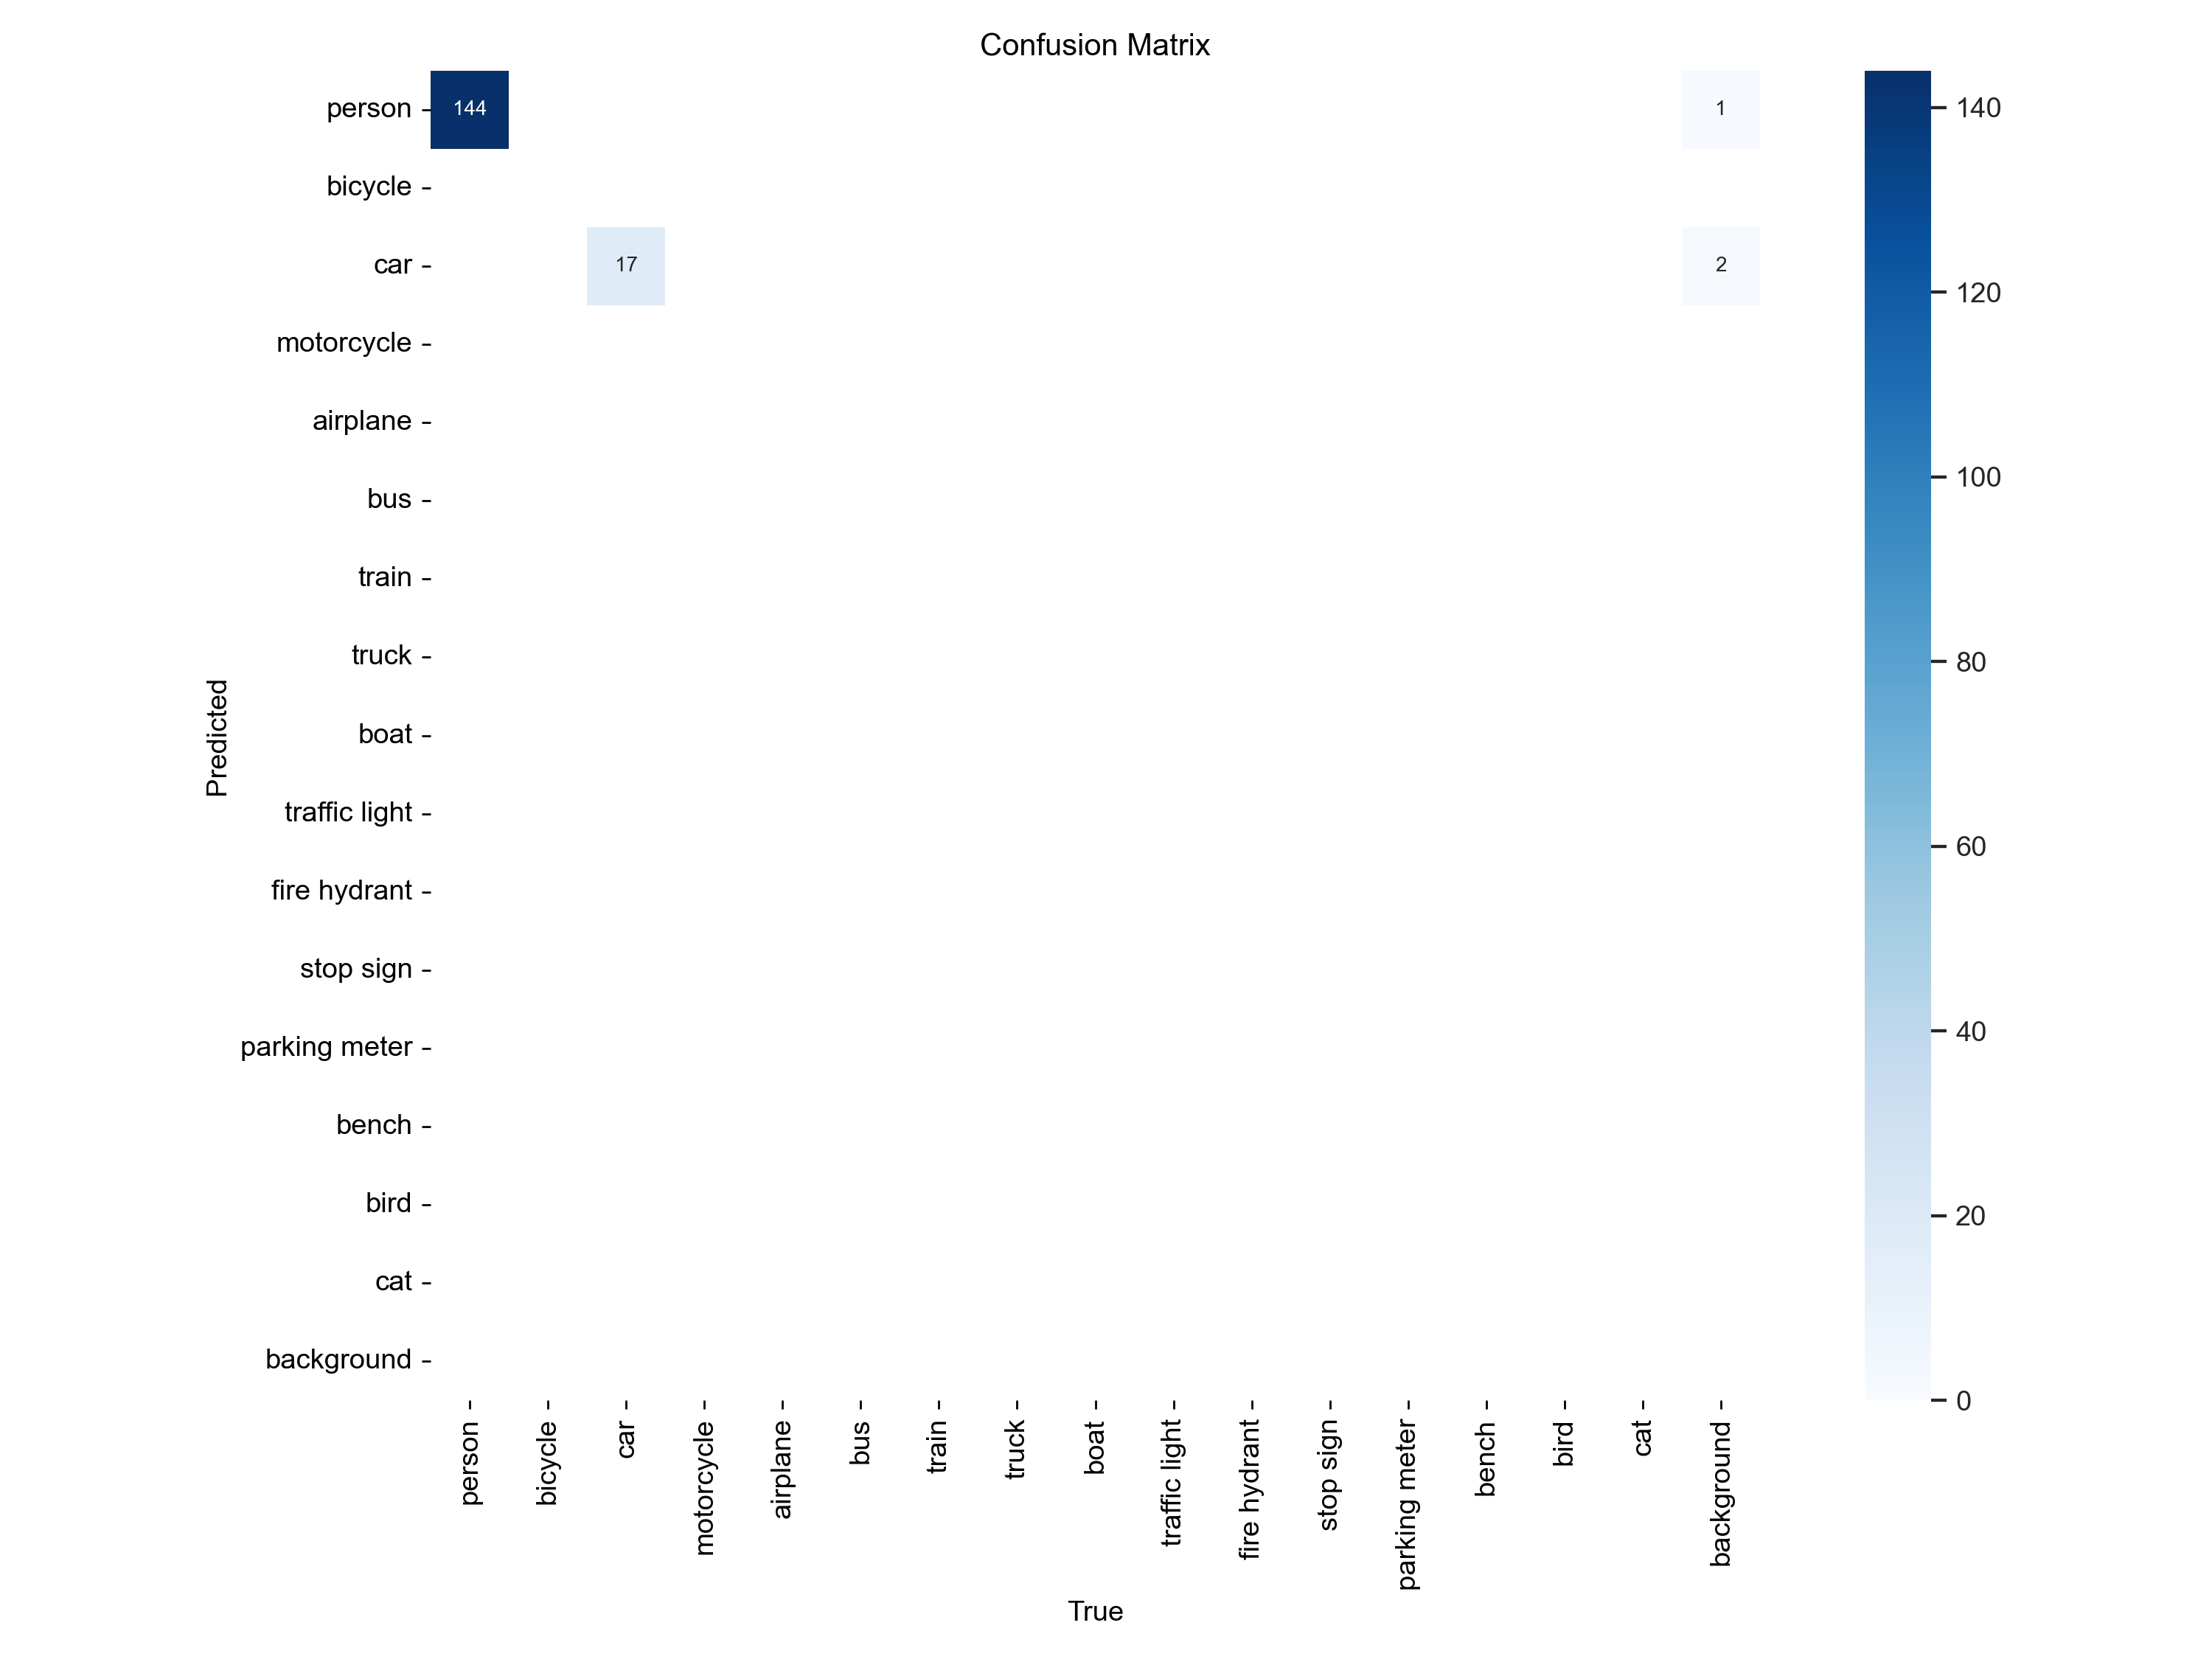 Confusion Matrix
person
144
1
bicycle
car
17
2
motorcycle
airplane
bus
train
truck
boat
traffic light
fire hydrant
stop sign
parking meter
bench
bird
cat
background
Predicted
person
bicycle
car
motorcycle
airplane
bus
train
truck
boat
traffic light
fire hydrant
stop sign
parking meter
bench
bird
cat
background
True
140
120
100
80
60
40
20
0